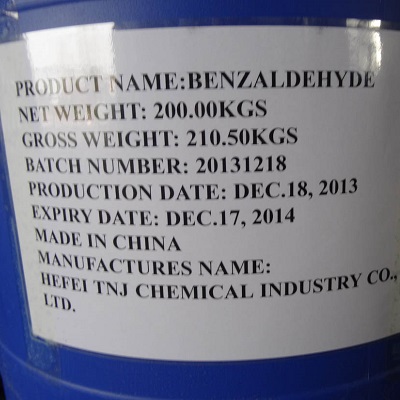 PRODUCT NAME:BENZALDEHYDE
NET WEIGHT: 200.00KGS
GROSS WEIGHT: 210.50KGS
BATCH NUMBER: 20131218
PRODUCTION DATE: DEC.18, 2013
EXPIRY DATE: DEC.17, 2014
MADE IN CHINA
MANUFACTURES NAME:
HEFEI TNJ CHEMICAL INDUSTRY CO.,
LTD.